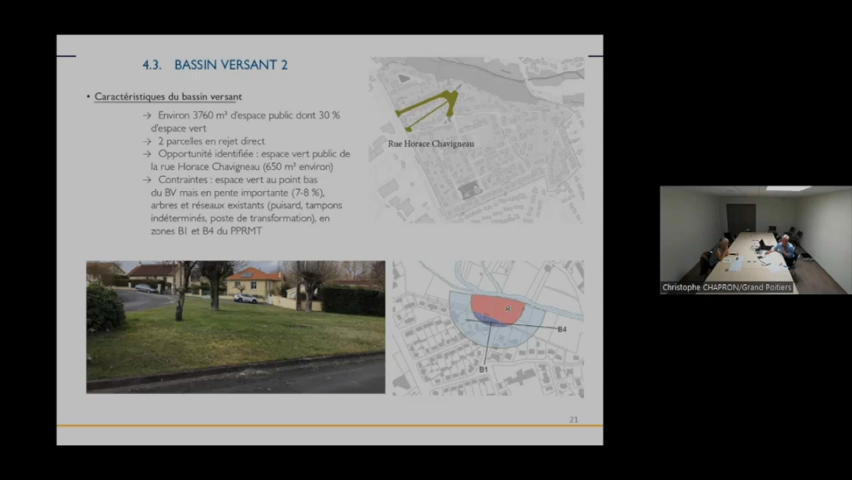 4.3. BASSIN VERSANT 2
• Caractéristiques du bassin versant
→ Environ 3760 m² d'espace public dont 30 %
d'espace vert
→ 2 parcelles en rejet direct
→ Opportunité identifiée : espace vert public de
la rue Horace Chavigneau (650 m² environ)
→ Contraintes : espace vert au point bas
du BV mais en pente importante (7-8 %),
arbres et réseaux existants (puisard, tampons
indéterminés, poste de transformation), en
zones B1 et B4 du PPRMT
Rue Horace Chavigneau
B4
B1
21
Christophe CHAPRON/Grand Poitiers